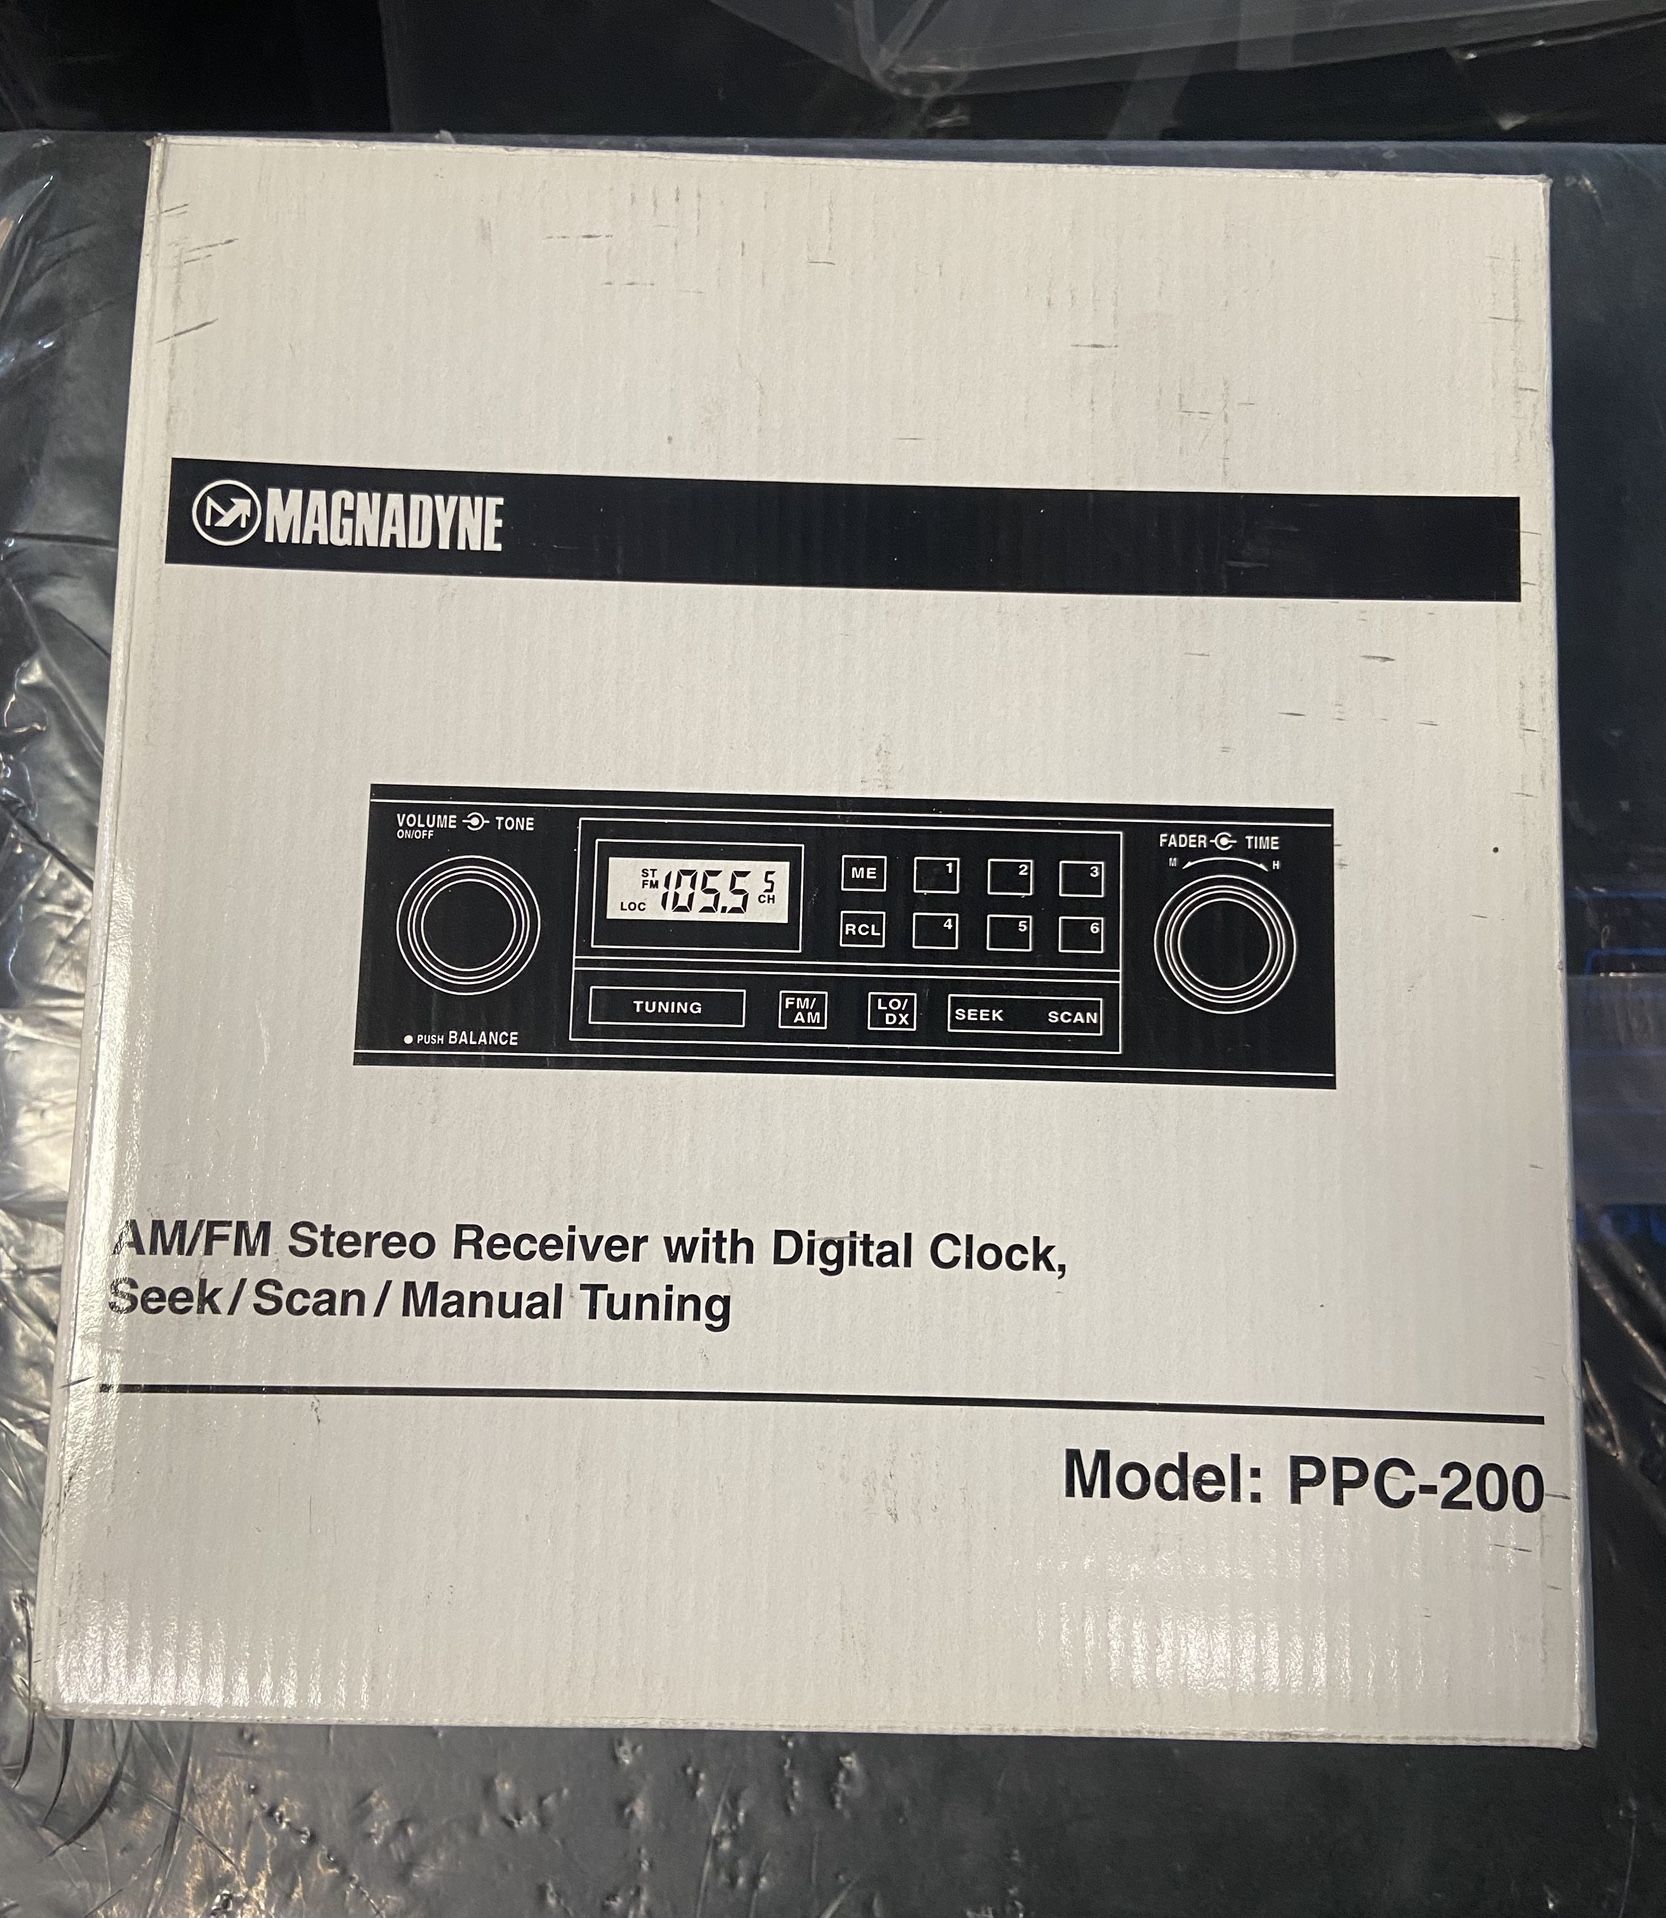 MAGNADYNE
VOLUME TONE
ON/OFF
FADER TIME
M H
ST
FM
LOC
105.5
5
CH
ME 1 2 3
RCL 4 5 6
TUNING
FM/
AM
LO/
DX
SEEK SCAN
PUSH BALANCE
AM/FM Stereo Receiver with Digital Clock,
Seek/Scan/Manual Tuning
Model: PPC-200